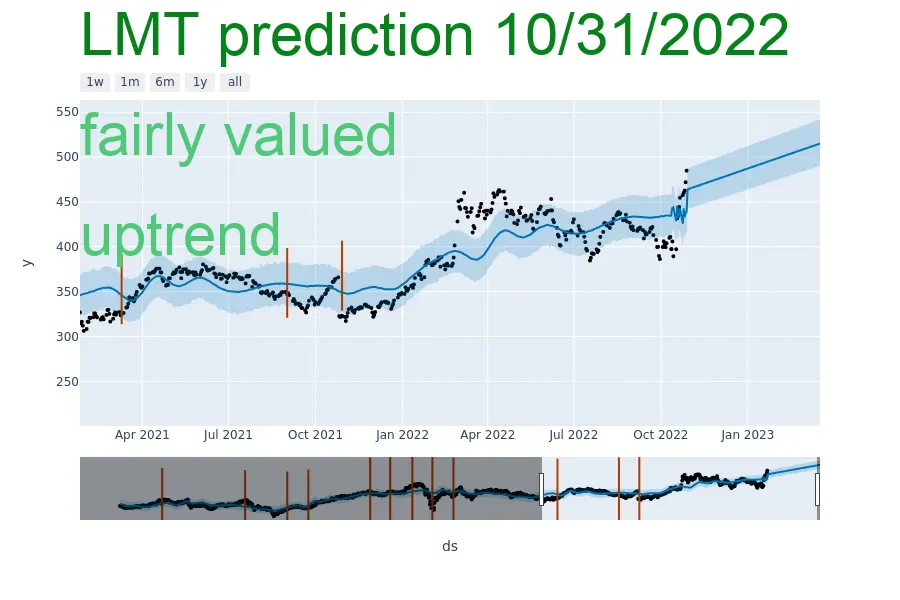 LMT prediction 10/31/2022
1w 1m 6m 1y all
fairly valued
uptrend
550
500
450
400
350
300
250
y
Apr 2021 Jul 2021 Oct 2021 Jan 2022 Apr 2022 Jul 2022 Oct 2022 Jan 2023
ds